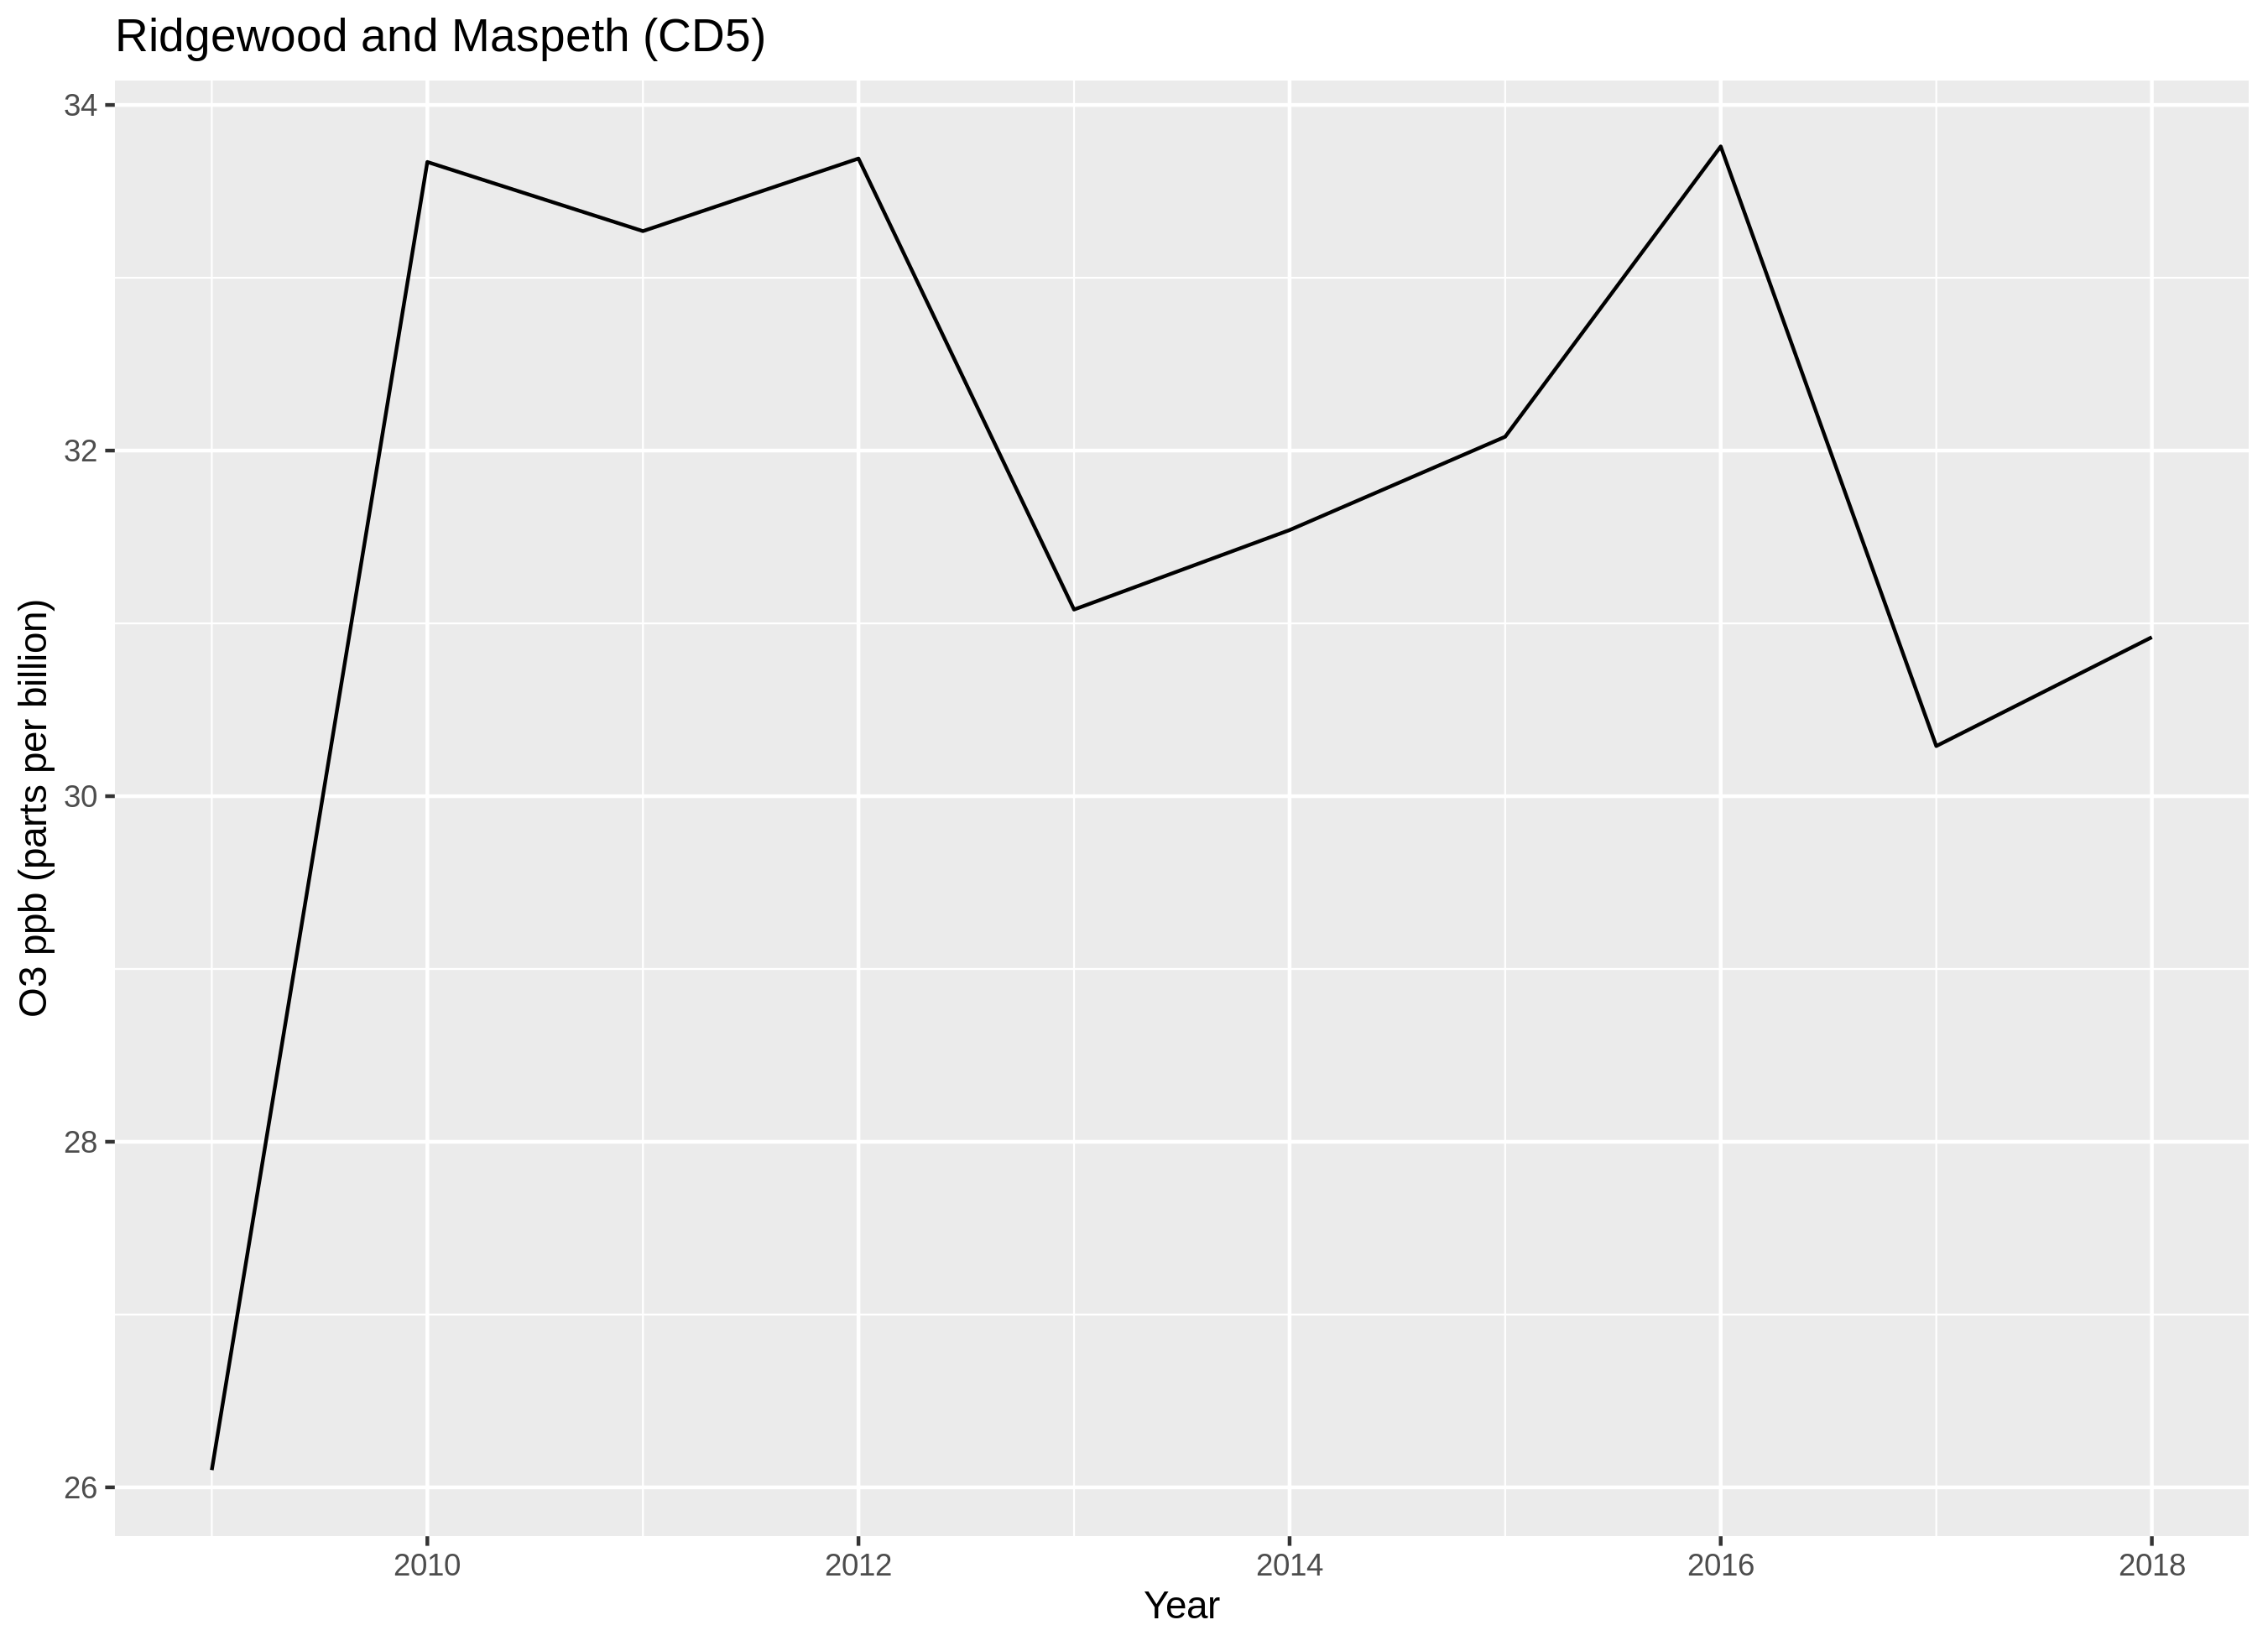 Ridgewood and Maspeth (CD5)
O3 ppb (parts per billion)
34
32
30
28
26
2010 2012 2014 2016 2018
Year